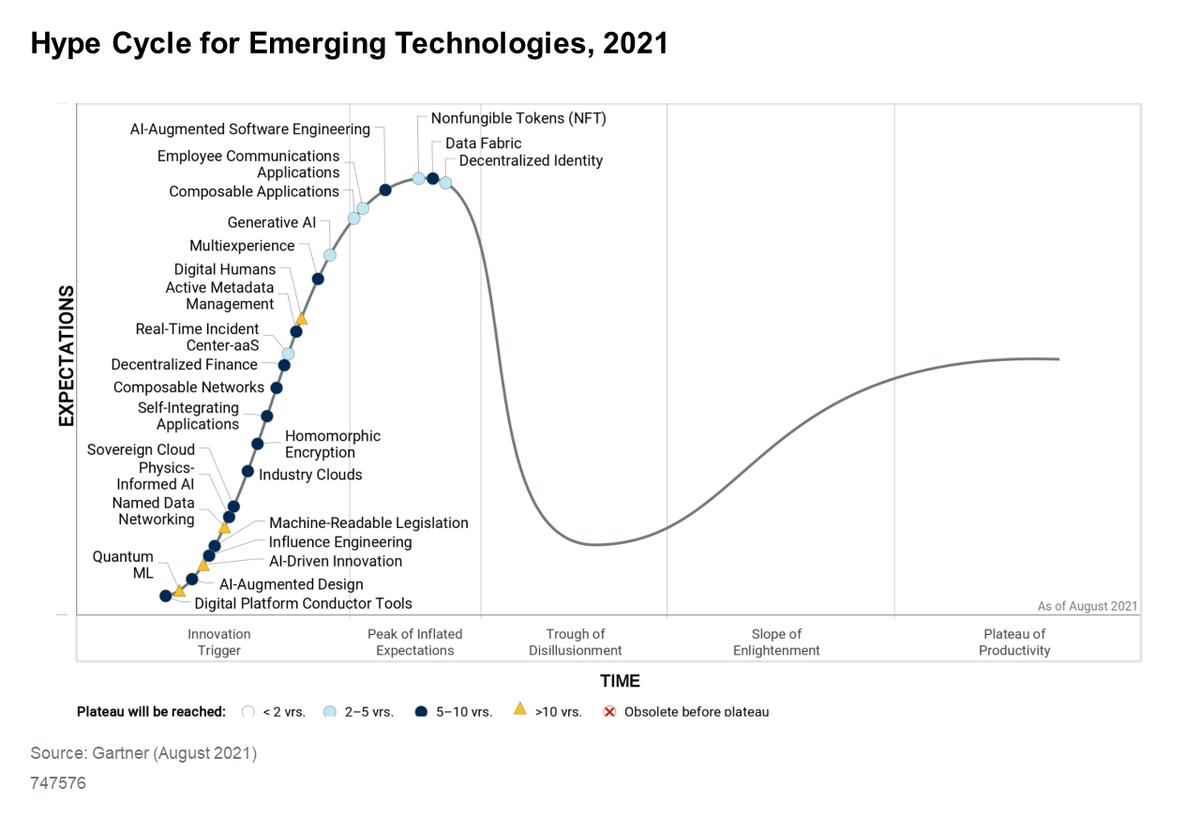 Hype Cycle for Emerging Technologies, 2021
Nonfungible Tokens (NFT)
AI-Augmented Software Engineering
Data Fabric
Employee Communications
Applications
Decentralized Identity
Composable Applications
Generative AI
Multiexperience
Digital Humans
Active Metadata
Management
Real-Time Incident
Center-aaS
Decentralized Finance
Composable Networks
Self-Integrating
Applications
Homomorphic
Encryption
Sovereign Cloud
Industry Clouds
Physics-
Informed AI
Named Data
Networking
Machine-Readable Legislation
Influence Engineering
AI-Driven Innovation
Quantum
ML
AI-Augmented Design
Digital Platform Conductor Tools
EXPECTATIONS
As of August 2021
Innovation
Trigger
Peak of Inflated
Expectations
Trough of
Disillusionment
Slope of
Enlightenment
Plateau of
Productivity
TIME
Plateau will be reached: < 2 yrs. 2–5 yrs. 5–10 yrs. >10 yrs. Obsolete before plateau
Source: Gartner (August 2021)
747576